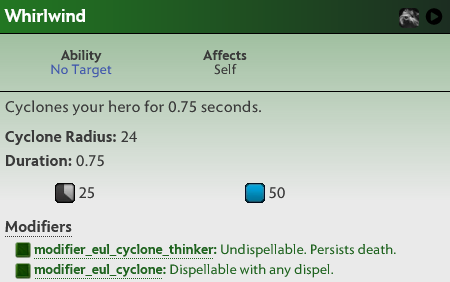 Whirlwind
Ability Affects
No Target Self
Cyclones your hero for 0.75 seconds.
Cyclone Radius: 24
Duration: 0.75
25 50
Modifiers
modifier_eul_cyclone_thinker: Undispellable. Persists death.
modifier_eul_cyclone: Dispellable with any dispel.